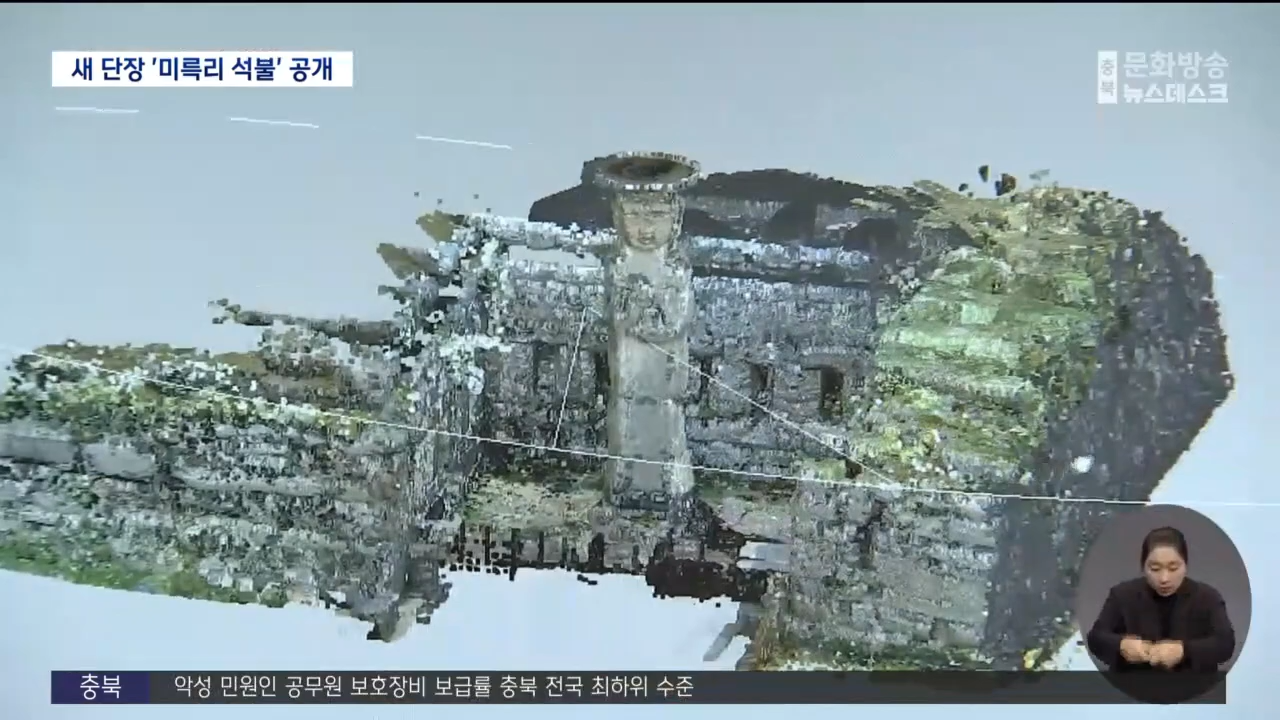 새 단장 '미륵리 석불' 공개
충북
문화방송
뉴스데스크
충북
악성 민원인 공무원 보호장비 보급률 충북 전국 최하위 수준